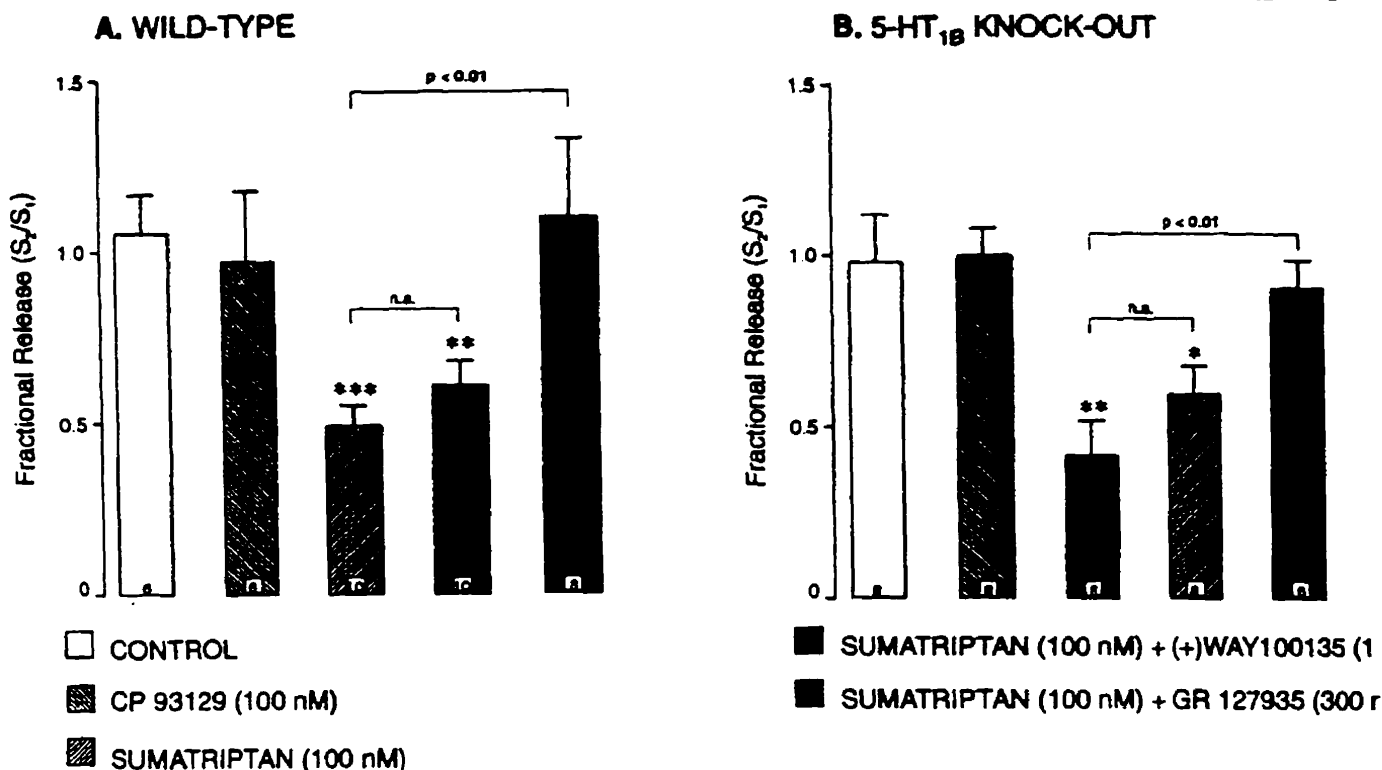 A. WILD-TYPE
1.5
1.0
0.5
0
Fractional Release (S₂/S₁)
p < 0.01
n.s.
***
**
□ CONTROL
CP 93129 (100 nM)
SUMATRIPTAN (100 nM)
B. 5-HT₁B KNOCK-OUT
1.5
1.0
0.5
0
Fractional Release (S₂/S₁)
p < 0.01
n.s.
**
*
SUMATRIPTAN (100 nM) + (+)WAY100135 (1
SUMATRIPTAN (100 nM) + GR 127935 (300 r